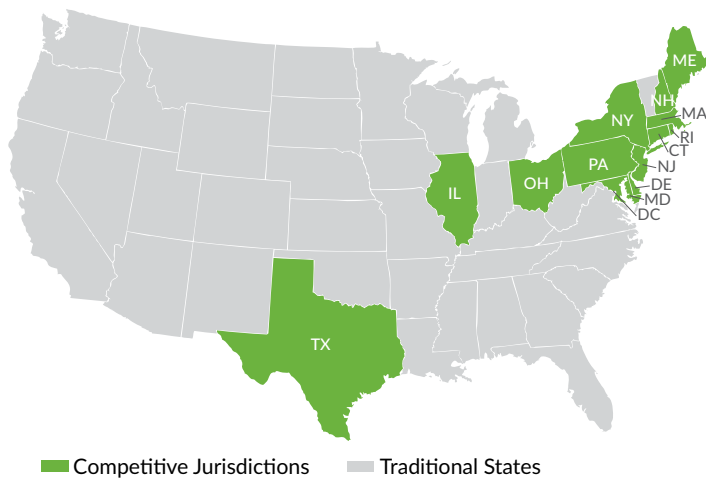 ME
NH
MA
NY
RI
CT
PA
NJ
OH
IL
DE
MD
DC
TX
Competitive Jurisdictions
Traditional States